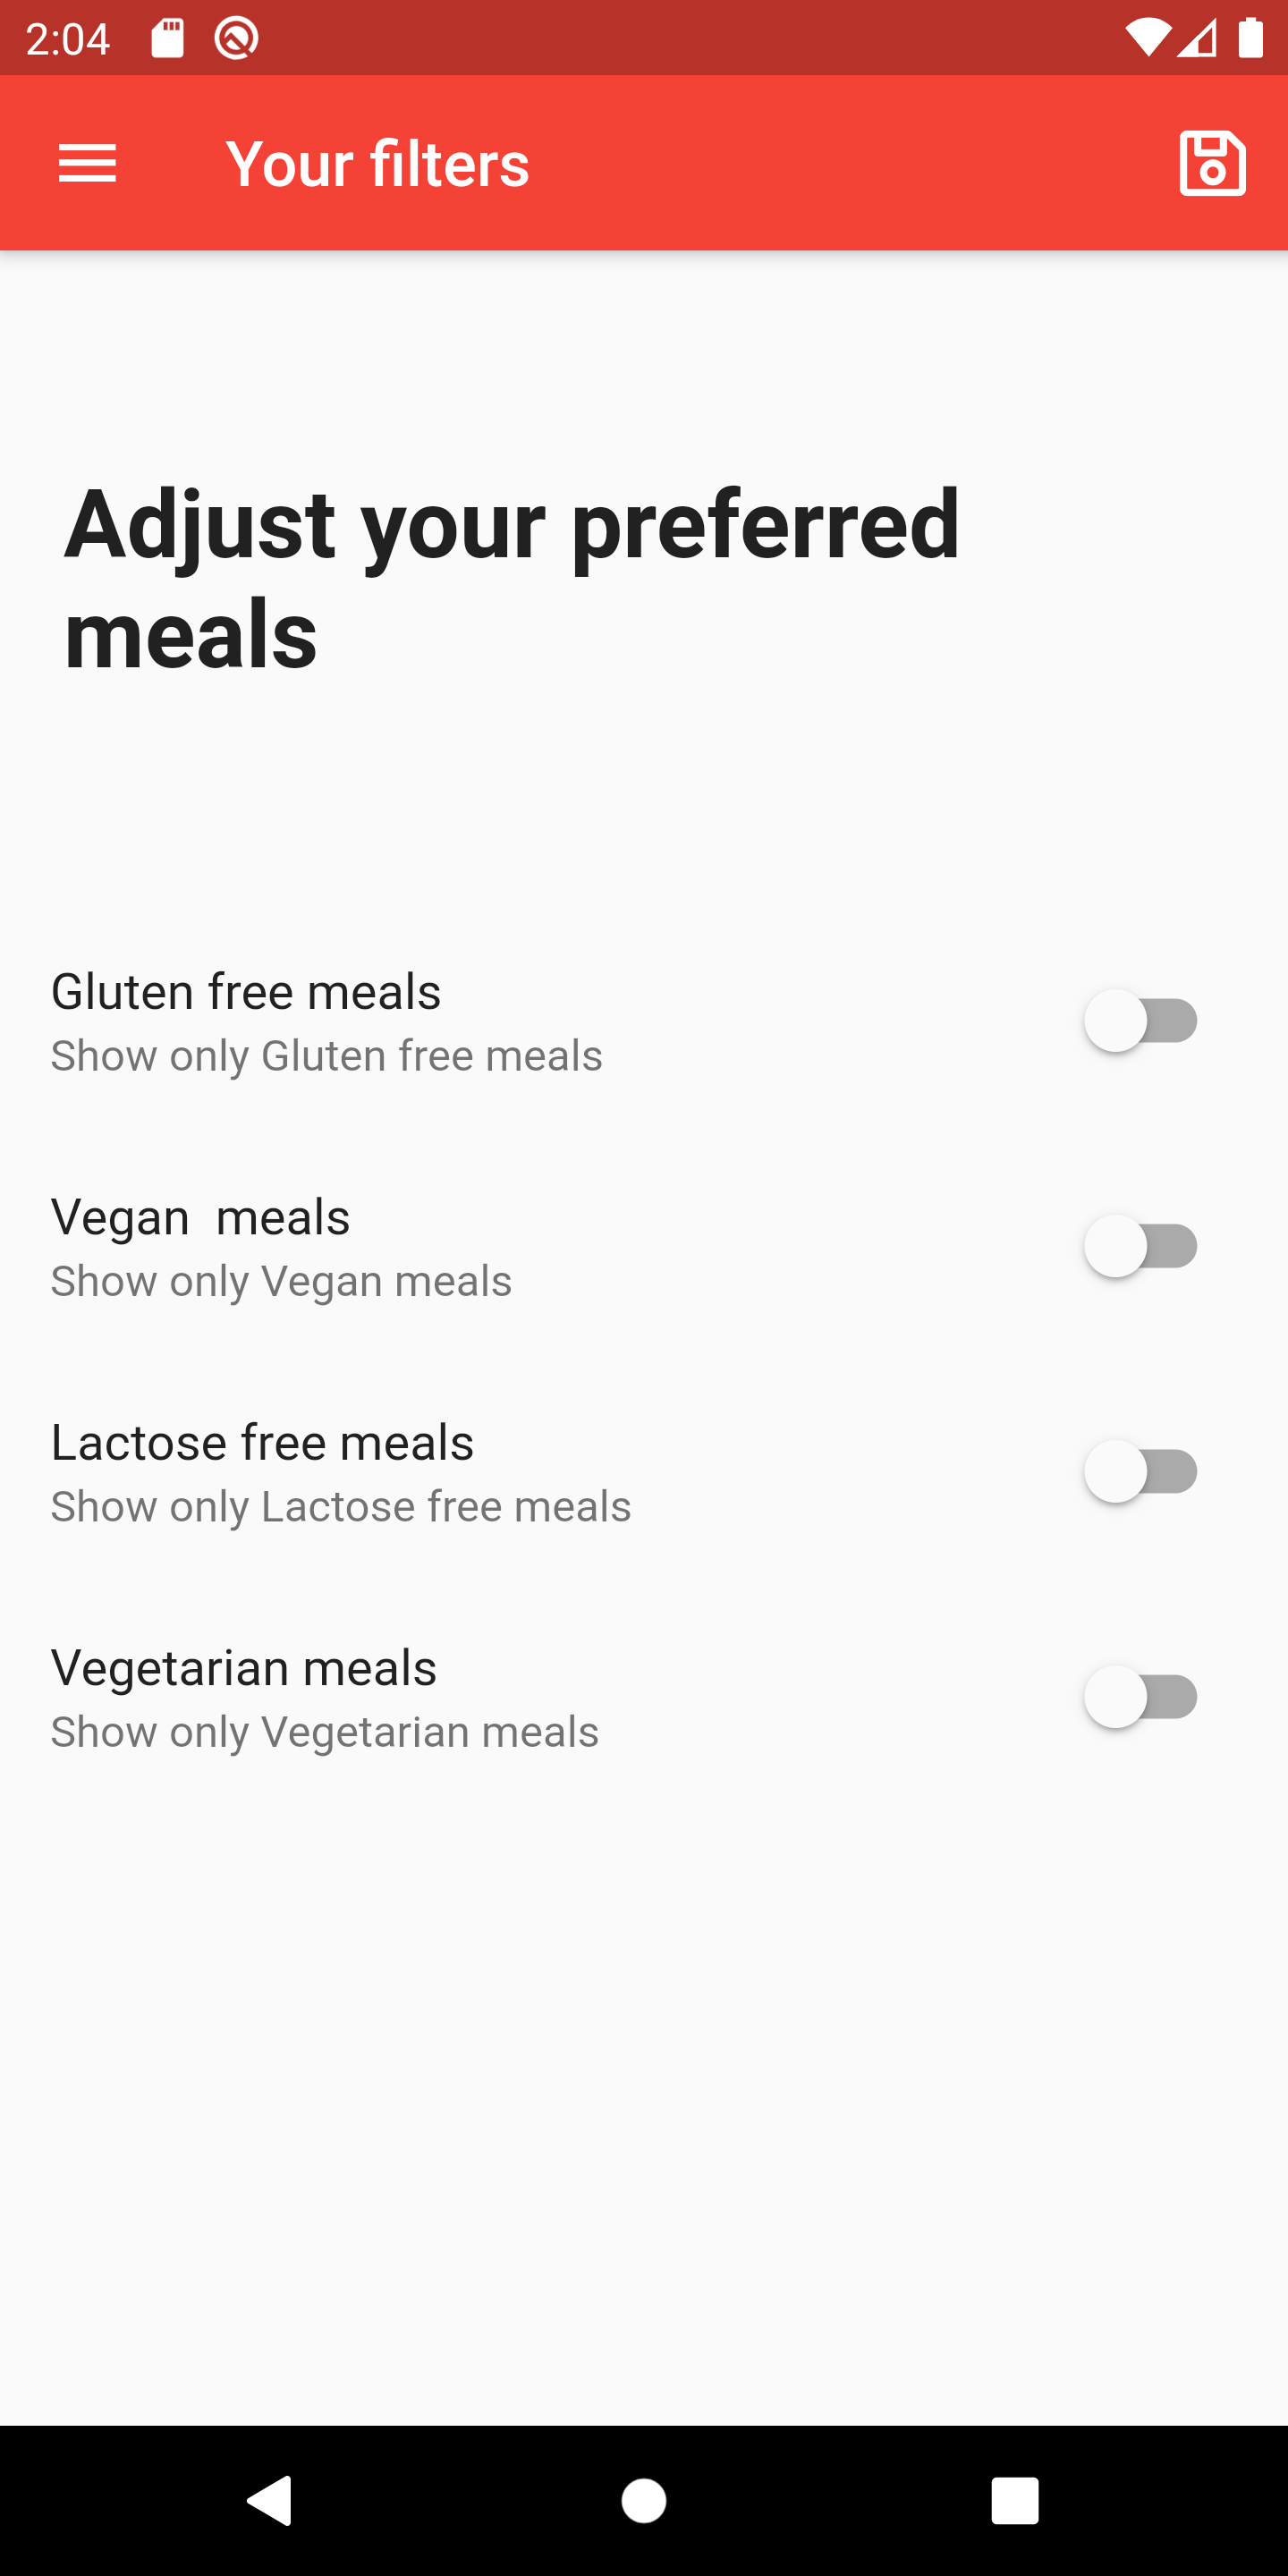 2:04
Your filters
Adjust your preferred
meals
Gluten free meals
Show only Gluten free meals
Vegan  meals
Show only Vegan meals
Lactose free meals
Show only Lactose free meals
Vegetarian meals
Show only Vegetarian meals